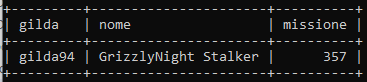 gilda | nome | missione
gilda94 | GrizzlyNight Stalker | 357